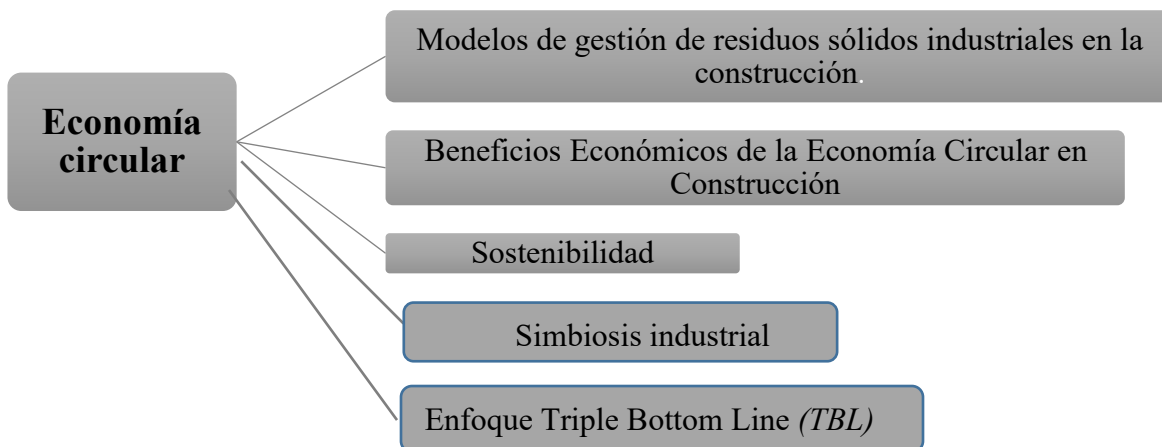 Economía
circular
Modelos de gestión de residuos sólidos industriales en la
construcción.
Beneficios Económicos de la Economía Circular en
Construcción
Sostenibilidad
Simbiosis industrial
Enfoque Triple Bottom Line (TBL)